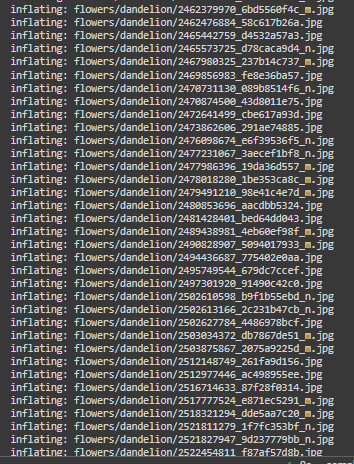 inflating: flowers/dandelion/2462379970_6bd5560f4c_m.jpg
inflating: flowers/dandelion/2462476884_58c617b26a.jpg
inflating: flowers/dandelion/2465442759_d4532a57a3.jpg
inflating: flowers/dandelion/2465573725_d78caca9d4_n.jpg
inflating: flowers/dandelion/2467980325_237b14c737_m.jpg
inflating: flowers/dandelion/2469856983_fe8e36ba57.jpg
inflating: flowers/dandelion/2470731130_089b8514f6_n.jpg
inflating: flowers/dandelion/2470874500_43d8011e75.jpg
inflating: flowers/dandelion/2472641499_cbe617a93d.jpg
inflating: flowers/dandelion/2473862606_291ae74885.jpg
inflating: flowers/dandelion/2476098674_e6f39536f5_n.jpg
inflating: flowers/dandelion/2477231067_3aecef1bf8_n.jpg
inflating: flowers/dandelion/2477986396_19da36d557_m.jpg
inflating: flowers/dandelion/2478018280_1be353ca8c_m.jpg
inflating: flowers/dandelion/2479491210_98e41c4e7d_m.jpg
inflating: flowers/dandelion/2480853696_aacdbb5324.jpg
inflating: flowers/dandelion/2481428401_bed64dd043.jpg
inflating: flowers/dandelion/2489438981_4eb60ef98f_m.jpg
inflating: flowers/dandelion/2490828907_5094017933_m.jpg
inflating: flowers/dandelion/2494436687_775402e0aa.jpg
inflating: flowers/dandelion/2495749544_679dc7ccef.jpg
inflating: flowers/dandelion/2497301920_91490c42c0.jpg
inflating: flowers/dandelion/2502610598_b9f1b55ebd_n.jpg
inflating: flowers/dandelion/2502613166_2c231b47cb_n.jpg
inflating: flowers/dandelion/2502627784_4486978bcf.jpg
inflating: flowers/dandelion/2503034372_db7867de51_m.jpg
inflating: flowers/dandelion/2503875867_2075a9225d_m.jpg
inflating: flowers/dandelion/2512148749_261fa9d156.jpg
inflating: flowers/dandelion/2512977446_ac498955ee.jpg
inflating: flowers/dandelion/2516714633_87f28f0314.jpg
inflating: flowers/dandelion/2517777524_e871ec5291_m.jpg
inflating: flowers/dandelion/2518321294_dde5aa7c20_m.jpg
inflating: flowers/dandelion/2521811279_1f7fc353bf_n.jpg
inflating: flowers/dandelion/2521827947_9d237779bb_n.jpg
inflating: flowers/dandelion/2522454811_f87af57d8b.jpg